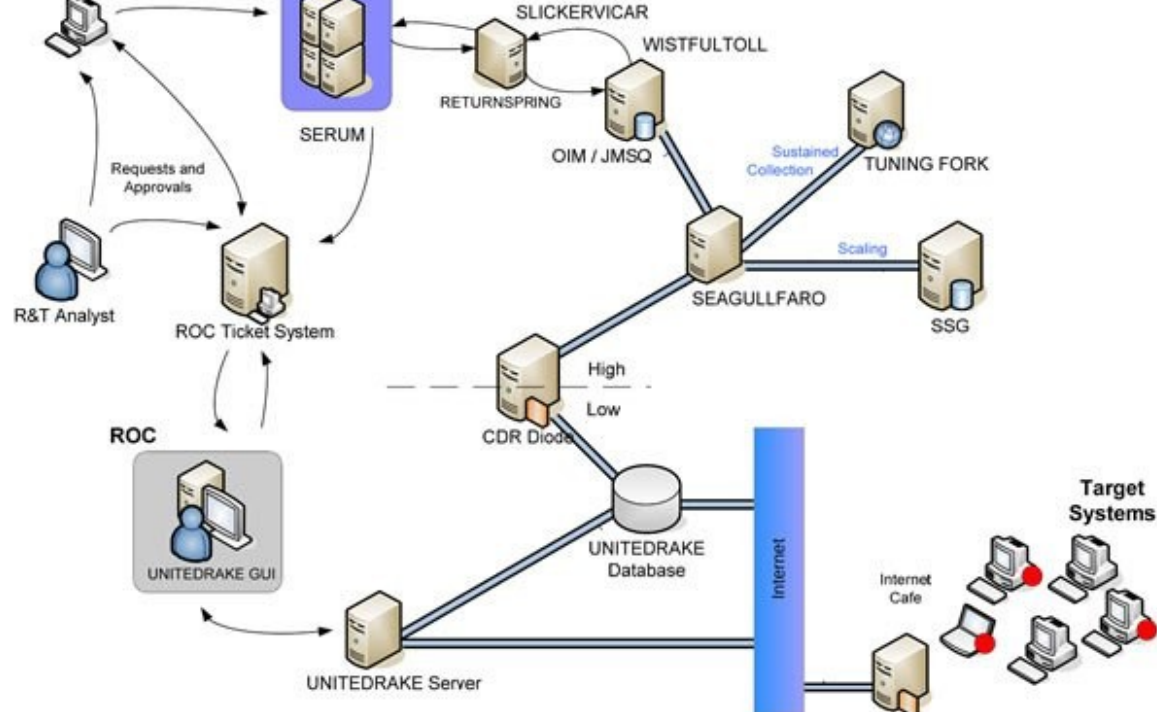 SLICKERVICAR
WISTFULTOLL
RETURNSPRING
SERUM
OIM / JMSQ
Sustained
Collection
TUNING FORK
Requests and
Approvals
Scaling
R&T Analyst
ROC Ticket System
SEAGULLFARO
SSG
High
Low
CDR Diode
ROC
UNITEDRAKE GUI
UNITEDRAKE
Database
Internet
Target
Systems
Internet
Cafe
UNITEDRAKE Server